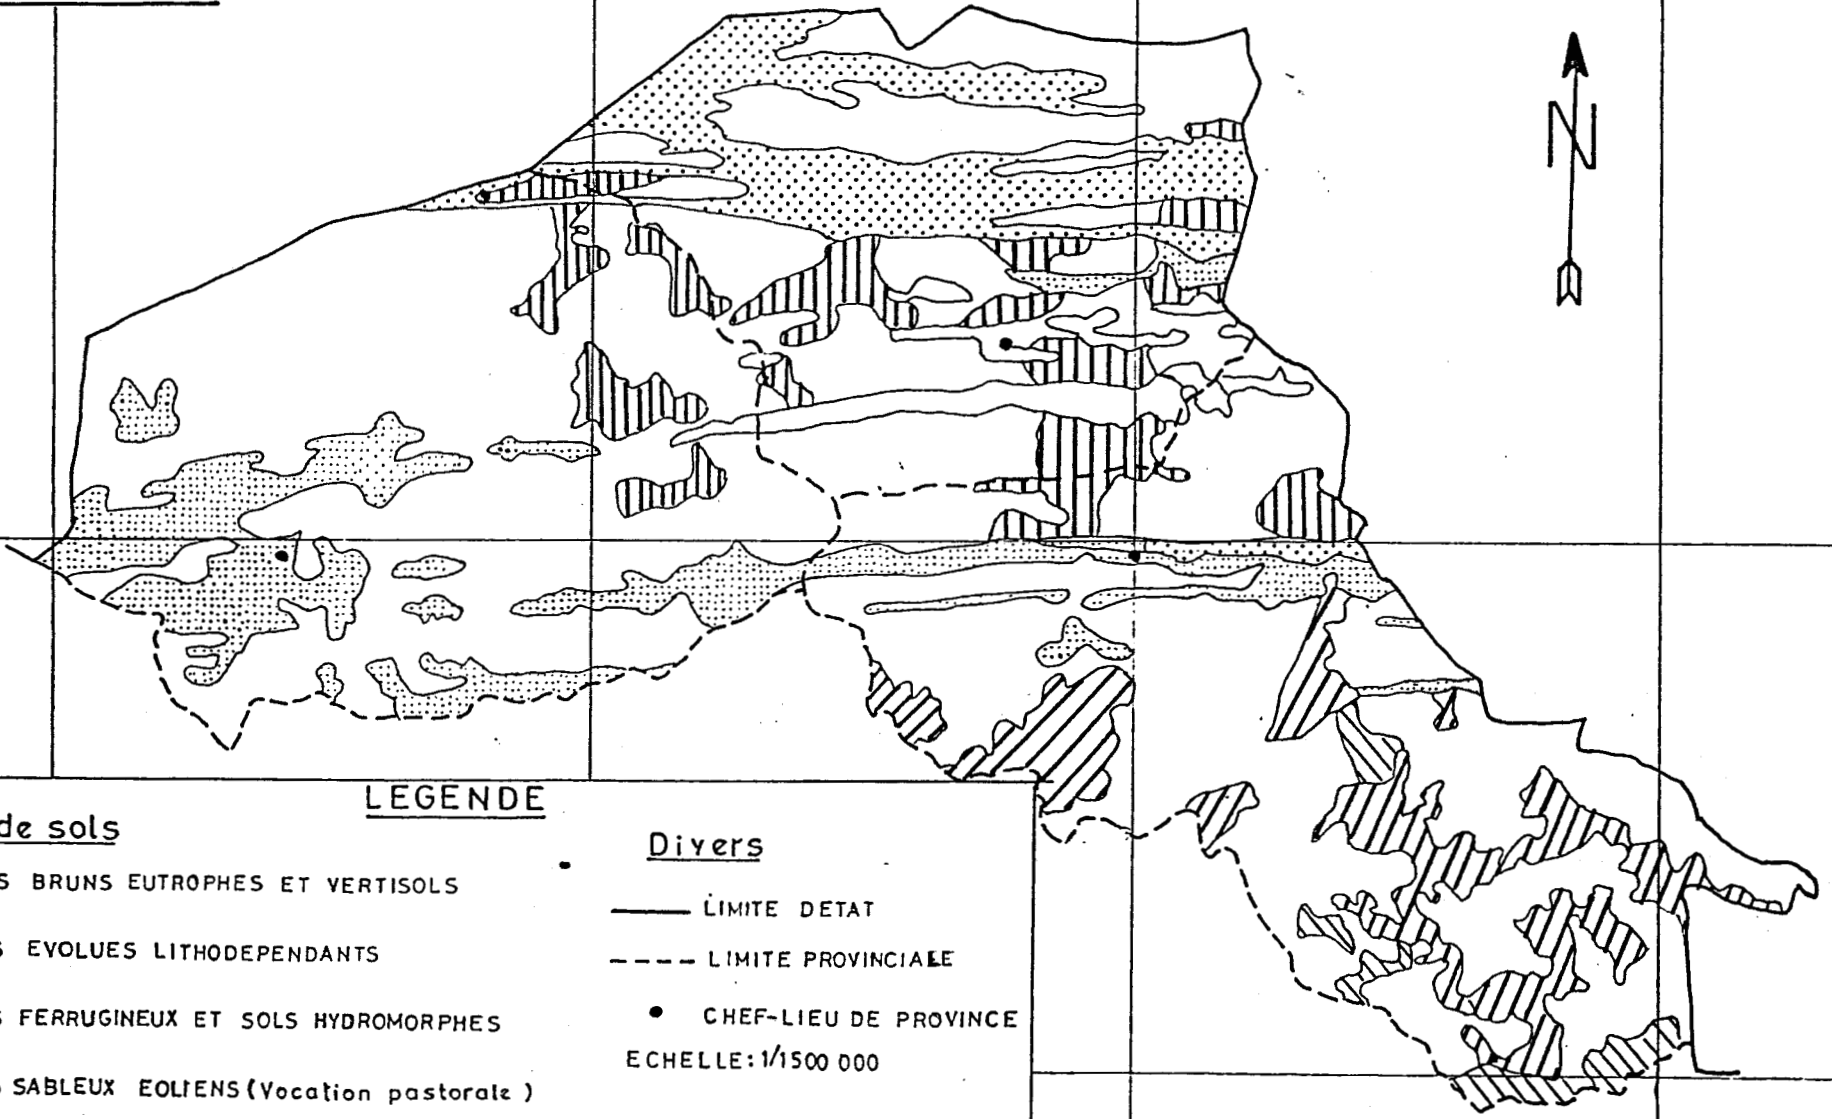 N
LEGENDE
de sols
S BRUNS EUTROPHES ET VERTISOLS
S EVOLUES LITHODEPENDANTS
S FERRUGINEUX ET SOLS HYDROMORPHES
S SABLEUX EOLIENS (Vocation pastorale)
Divers
LIMITE DETAT
LIMITE PROVINCIALE
CHEF-LIEU DE PROVINCE
ECHELLE: 1/1500 000